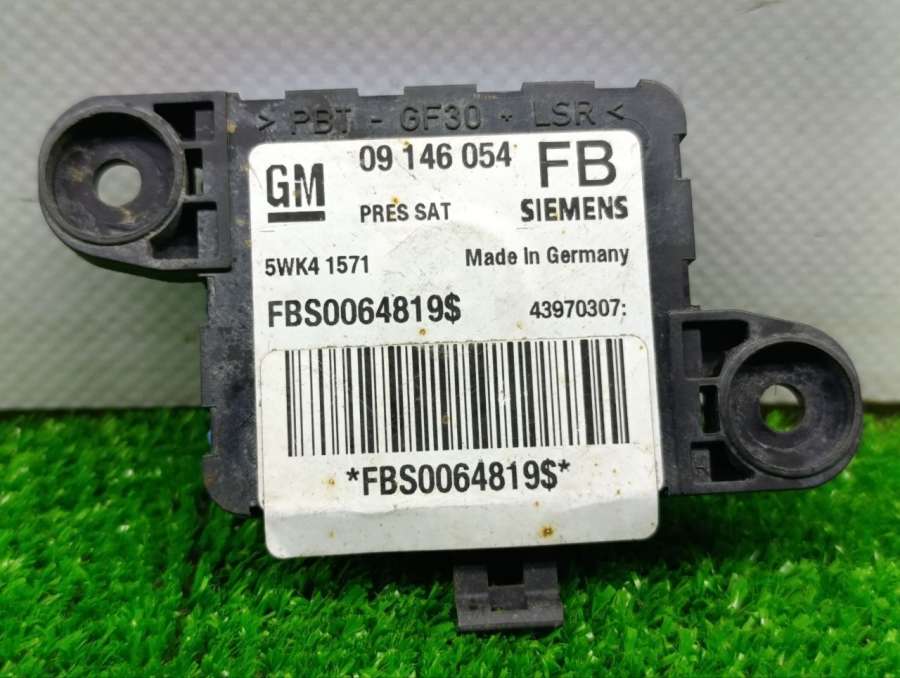 > PBT - GF30 + LSR <
GM 09 146 054 FB
PRES SAT SIEMENS
5WK4 1571 Made In Germany
FBS0064819$ 43970307:
*FBS0064819$*